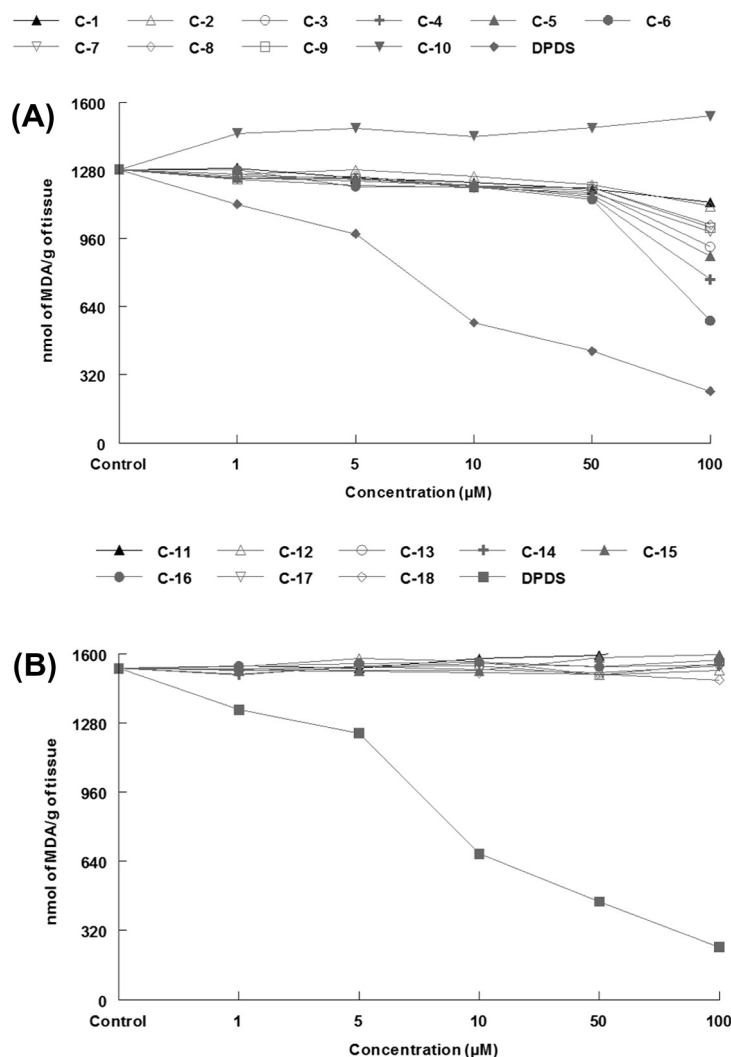 C-1 C-2 C-3 C-4 C-5 C-6
C-7 C-8 C-9 C-10 DPDS
(A)
nmol of MDA/g of tissue
1600
1280
960
640
320
0
Control 1 5 10 50 100
Concentration (µM)
C-11 C-12 C-13 C-14 C-15
C-16 C-17 C-18 DPDS
(B)
nmol of MDA/g of tissue
1600
1280
960
640
320
0
Control 1 5 10 50 100
Concentration (µM)